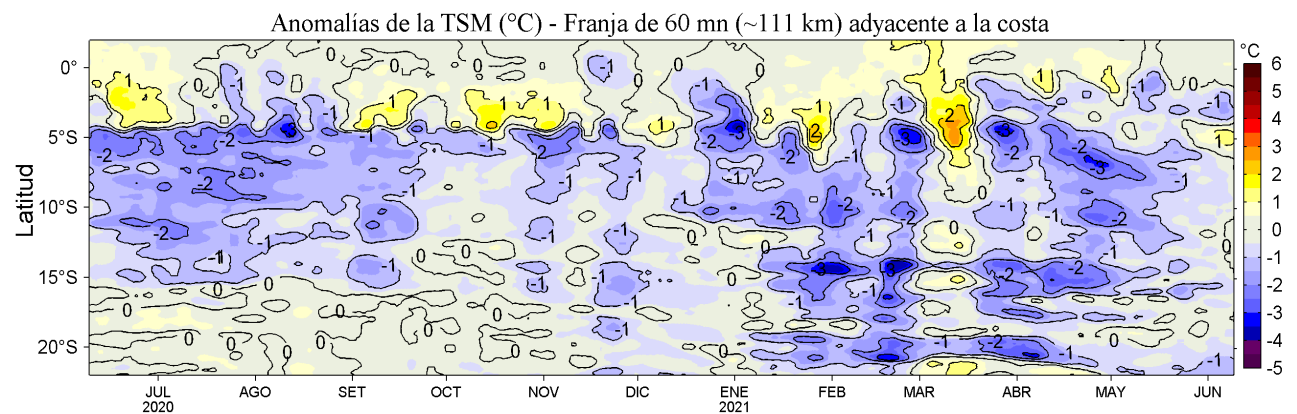 Anomalías de la TSM (°C) - Franja de 60 mn (~111 km) adyacente a la costa
°C
6
5
4
3
2
1
0
-1
-2
-3
-4
-5
Latitud
0°
5°S
10°S
15°S
20°S
JUL AGO SET OCT NOV DIC ENE FEB MAR ABR MAY JUN
2020 2021